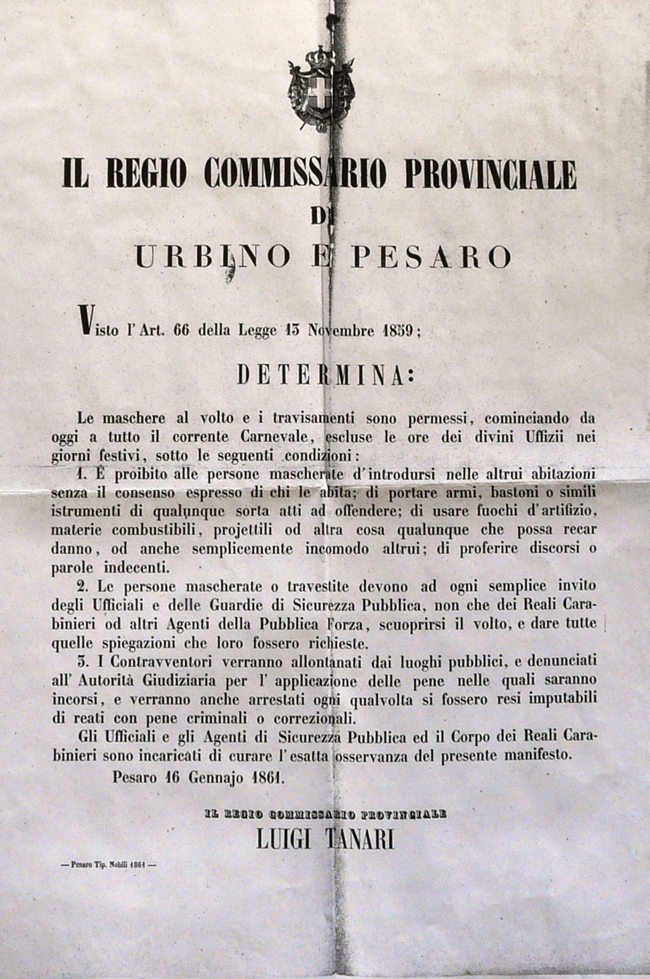 IL REGIO COMMISSARIO PROVINCIALE
DI
URBINO E PESARO
Visto l'Art. 66 della Legge 13 Novembre 1859;
DETERMINA:
Le maschere al volto e i travisamenti sono permessi, cominciando da
oggi a tutto il corrente Carnevale, escluse le ore dei divini Uffizii nei
giorni festivi, sotto le seguenti condizioni:
1. È proibito alle persone mascherate d'introdursi nelle altrui abitazioni
senza il consenso espresso di chi le abita; di portare armi, bastoni o simili
istrumenti di qualunque sorta atti ad offendere; di usare fuochi d'artifizio,
materie combustibili, projettili od altra cosa qualunque che possa recar
danno, od anche semplicemente incomodo altrui; di proferire discorsi o
parole indecenti.
2. Le persone mascherate o travestite devono ad ogni semplice invito
degli Ufficiali e delle Guardie di Sicurezza Pubblica, non che dei Reali Cara-
binieri od altri Agenti della Pubblica Forza, scuoprirsi il volto, e dare tutte
quelle spiegazioni che loro fossero richieste.
3. I Contravventori verranno allontanati dai luoghi pubblici, e denunciati
all'Autorità Giudiziaria per l'applicazione delle pene nelle quali saranno
incorsi, e verranno anche arrestati ogni qualvolta si fossero resi imputabili
di reati con pene criminali o correzionali.
Gli Ufficiali e gli Agenti di Sicurezza Pubblica ed il Corpo dei Reali Cara-
binieri sono incaricati di curare l'esatta osservanza del presente manifesto.
Pesaro 16 Gennajo 1861.
IL REGIO COMMISSARIO PROVINCIALE
LUIGI TANARI
— Pesaro Tip. Nobili 1861 —